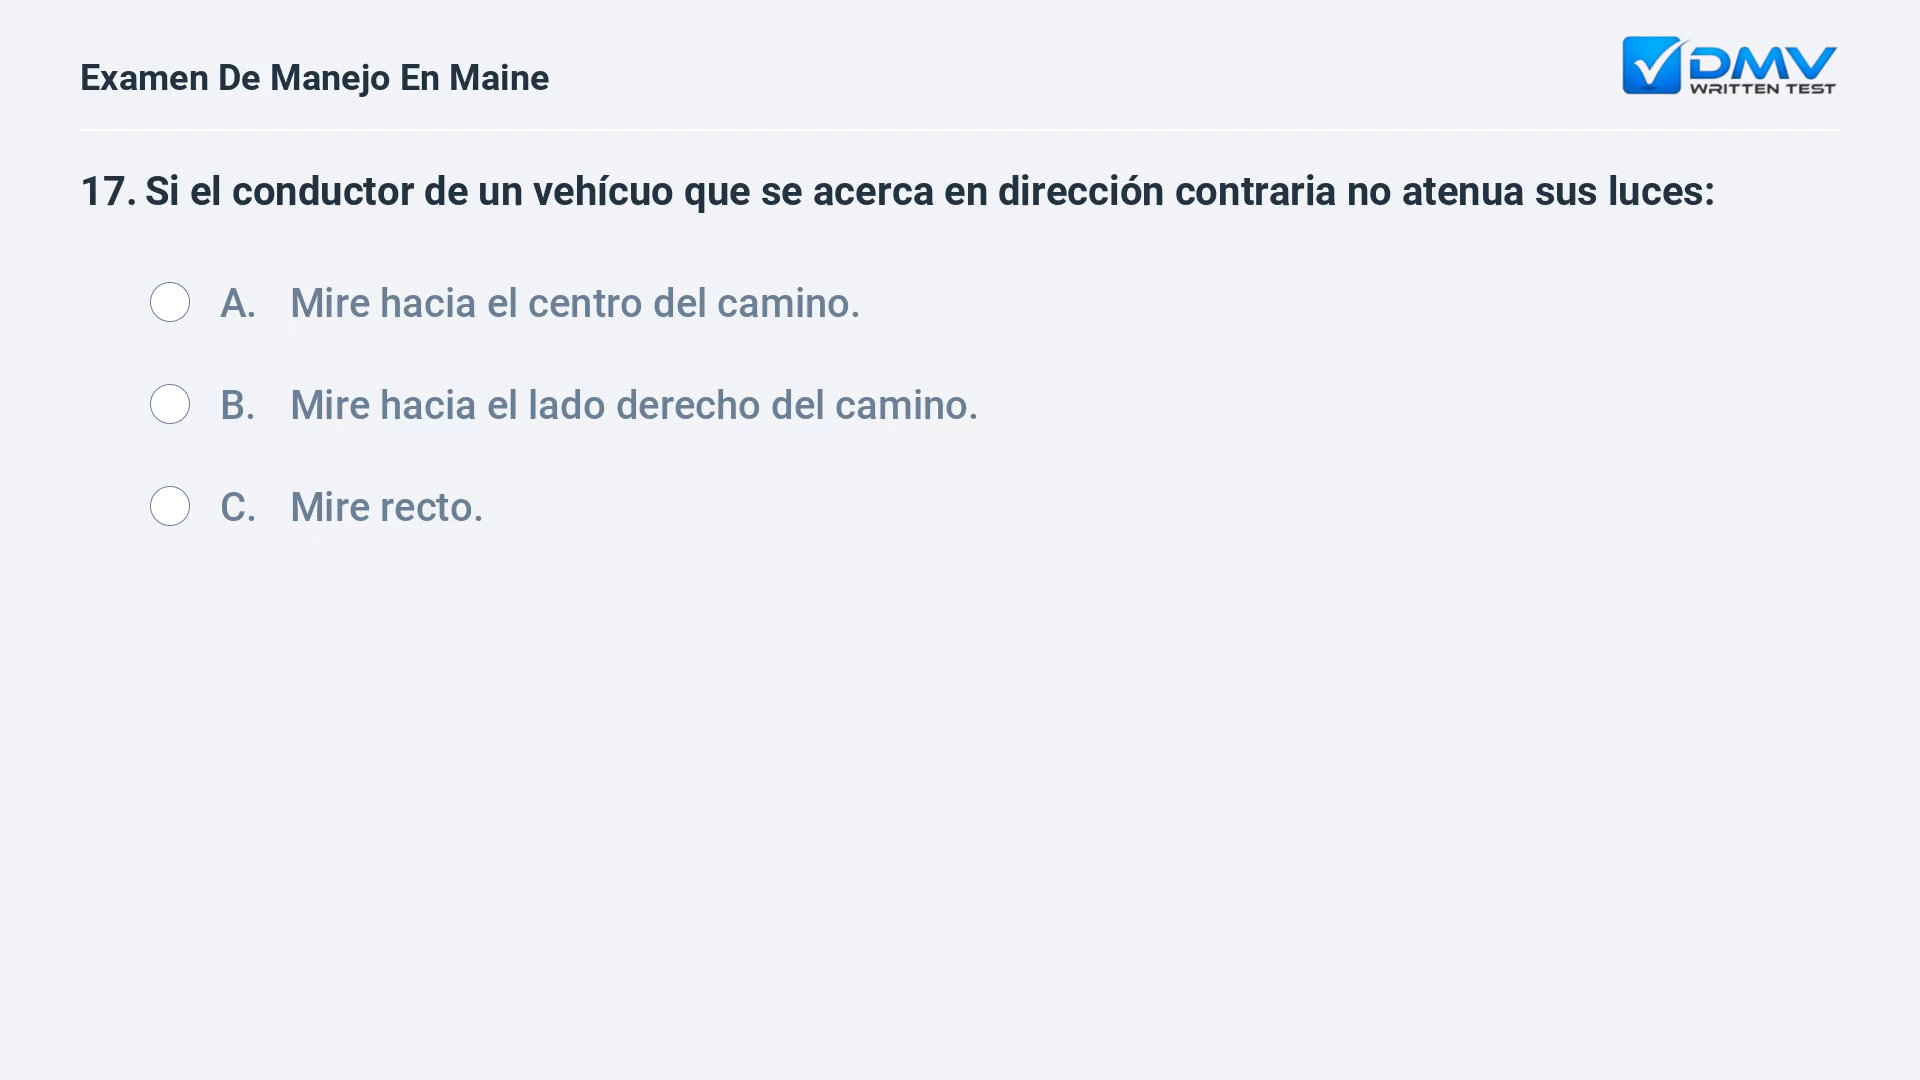 Examen De Manejo En Maine
DMV
WRITTEN TEST
17. Si el conductor de un vehícuo que se acerca en dirección contraria no atenua sus luces:
A. Mire hacia el centro del camino.
B. Mire hacia el lado derecho del camino.
C. Mire recto.